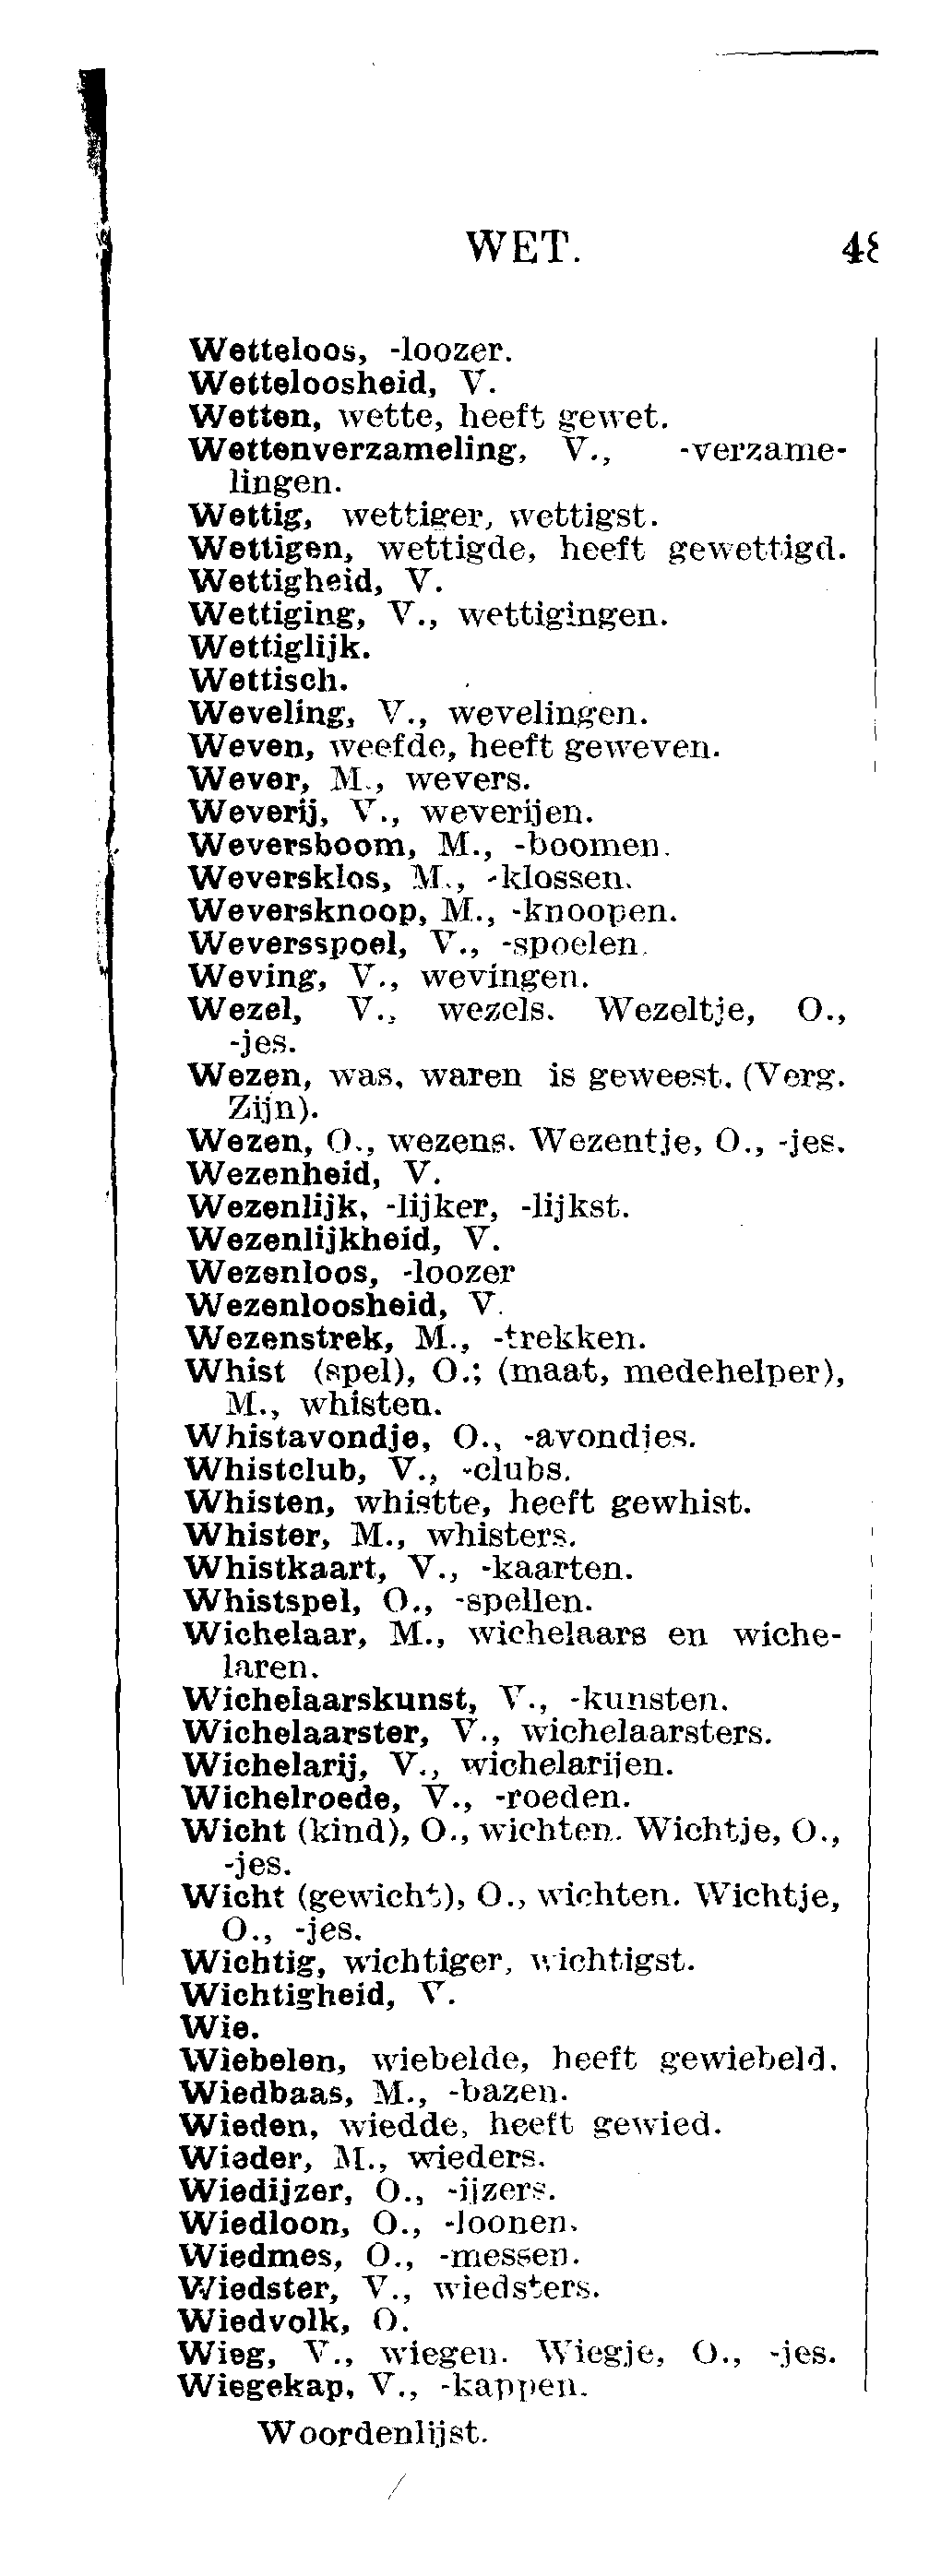 WET.
Wetteloos, -loozer.
Wetteloosheid, V.
Wetten, wette, heeft gewet.
Wettenverzameling, V., -verzame-
lingen.
Wettig, wettiger, wettigst.
Wettigen, wettigde, heeft gewettigd.
Wettigheid, V.
Wettiging, V., wettigingen.
Wettiglijk.
Wettisch.
Weveling, V., wevelingen.
Weven, weefde, heeft geweven.
Wever, M., wevers.
Weverij, V., weverijen.
Weversboom, M., -boomen.
Weversklos, M., -klossen.
Weversknoop, M., -knoopen.
Weversspoel, V., -spoelen.
Weving, V., wevingen.
Wezel, V., wezels. Wezeltje, O.,
-jes.
Wezen, was, waren is geweest. (Verg.
Zijn).
Wezen, O., wezens. Wezentje, O., -jes.
Wezenheid, V.
Wezenlijk, -lijker, -lijkst.
Wezenlijkheid, V.
Wezenloos, -loozer
Wezenloosheid, V.
Wezenstrek, M., -trekken.
Whist (spel), O.; (maat, medehelper),
M., whisten.
Whistavondje, O., -avondjes.
Whistclub, V., -clubs.
Whisten, whistte, heeft gewhist.
Whister, M., whisters.
Whistkaart, V., -kaarten.
Whistspel, O., -spellen.
Wichelaar, M., wichelaars en wiche-
laren.
Wichelaarskunst, V., -kunsten.
Wichelaarster, V., wichelaarsters.
Wichelarij, V., wichelarijen.
Wichelroede, V., -roeden.
Wicht (kind), O., wichten. Wichtje, O.,
-jes.
Wicht (gewicht), O., wichten. Wichtje,
O., -jes.
Wichtig, wichtiger, wichtigst.
Wichtigheid, V.
Wie.
Wiebelen, wiebelde, heeft gewiebeld.
Wiedbaas, M., -bazen.
Wieden, wiedde, heeft gewied.
Wieder, M., wieders.
Wiedijzer, O., -ijzers.
Wiedloon, O., -loonen.
Wiedmes, O., -messen.
Wiedster, V., wiedsters.
Wiedvolk, O.
Wieg, V., wiegen. Wiegje, O., -jes.
Wiegekap, V., -kappen.
Woordenlijst.